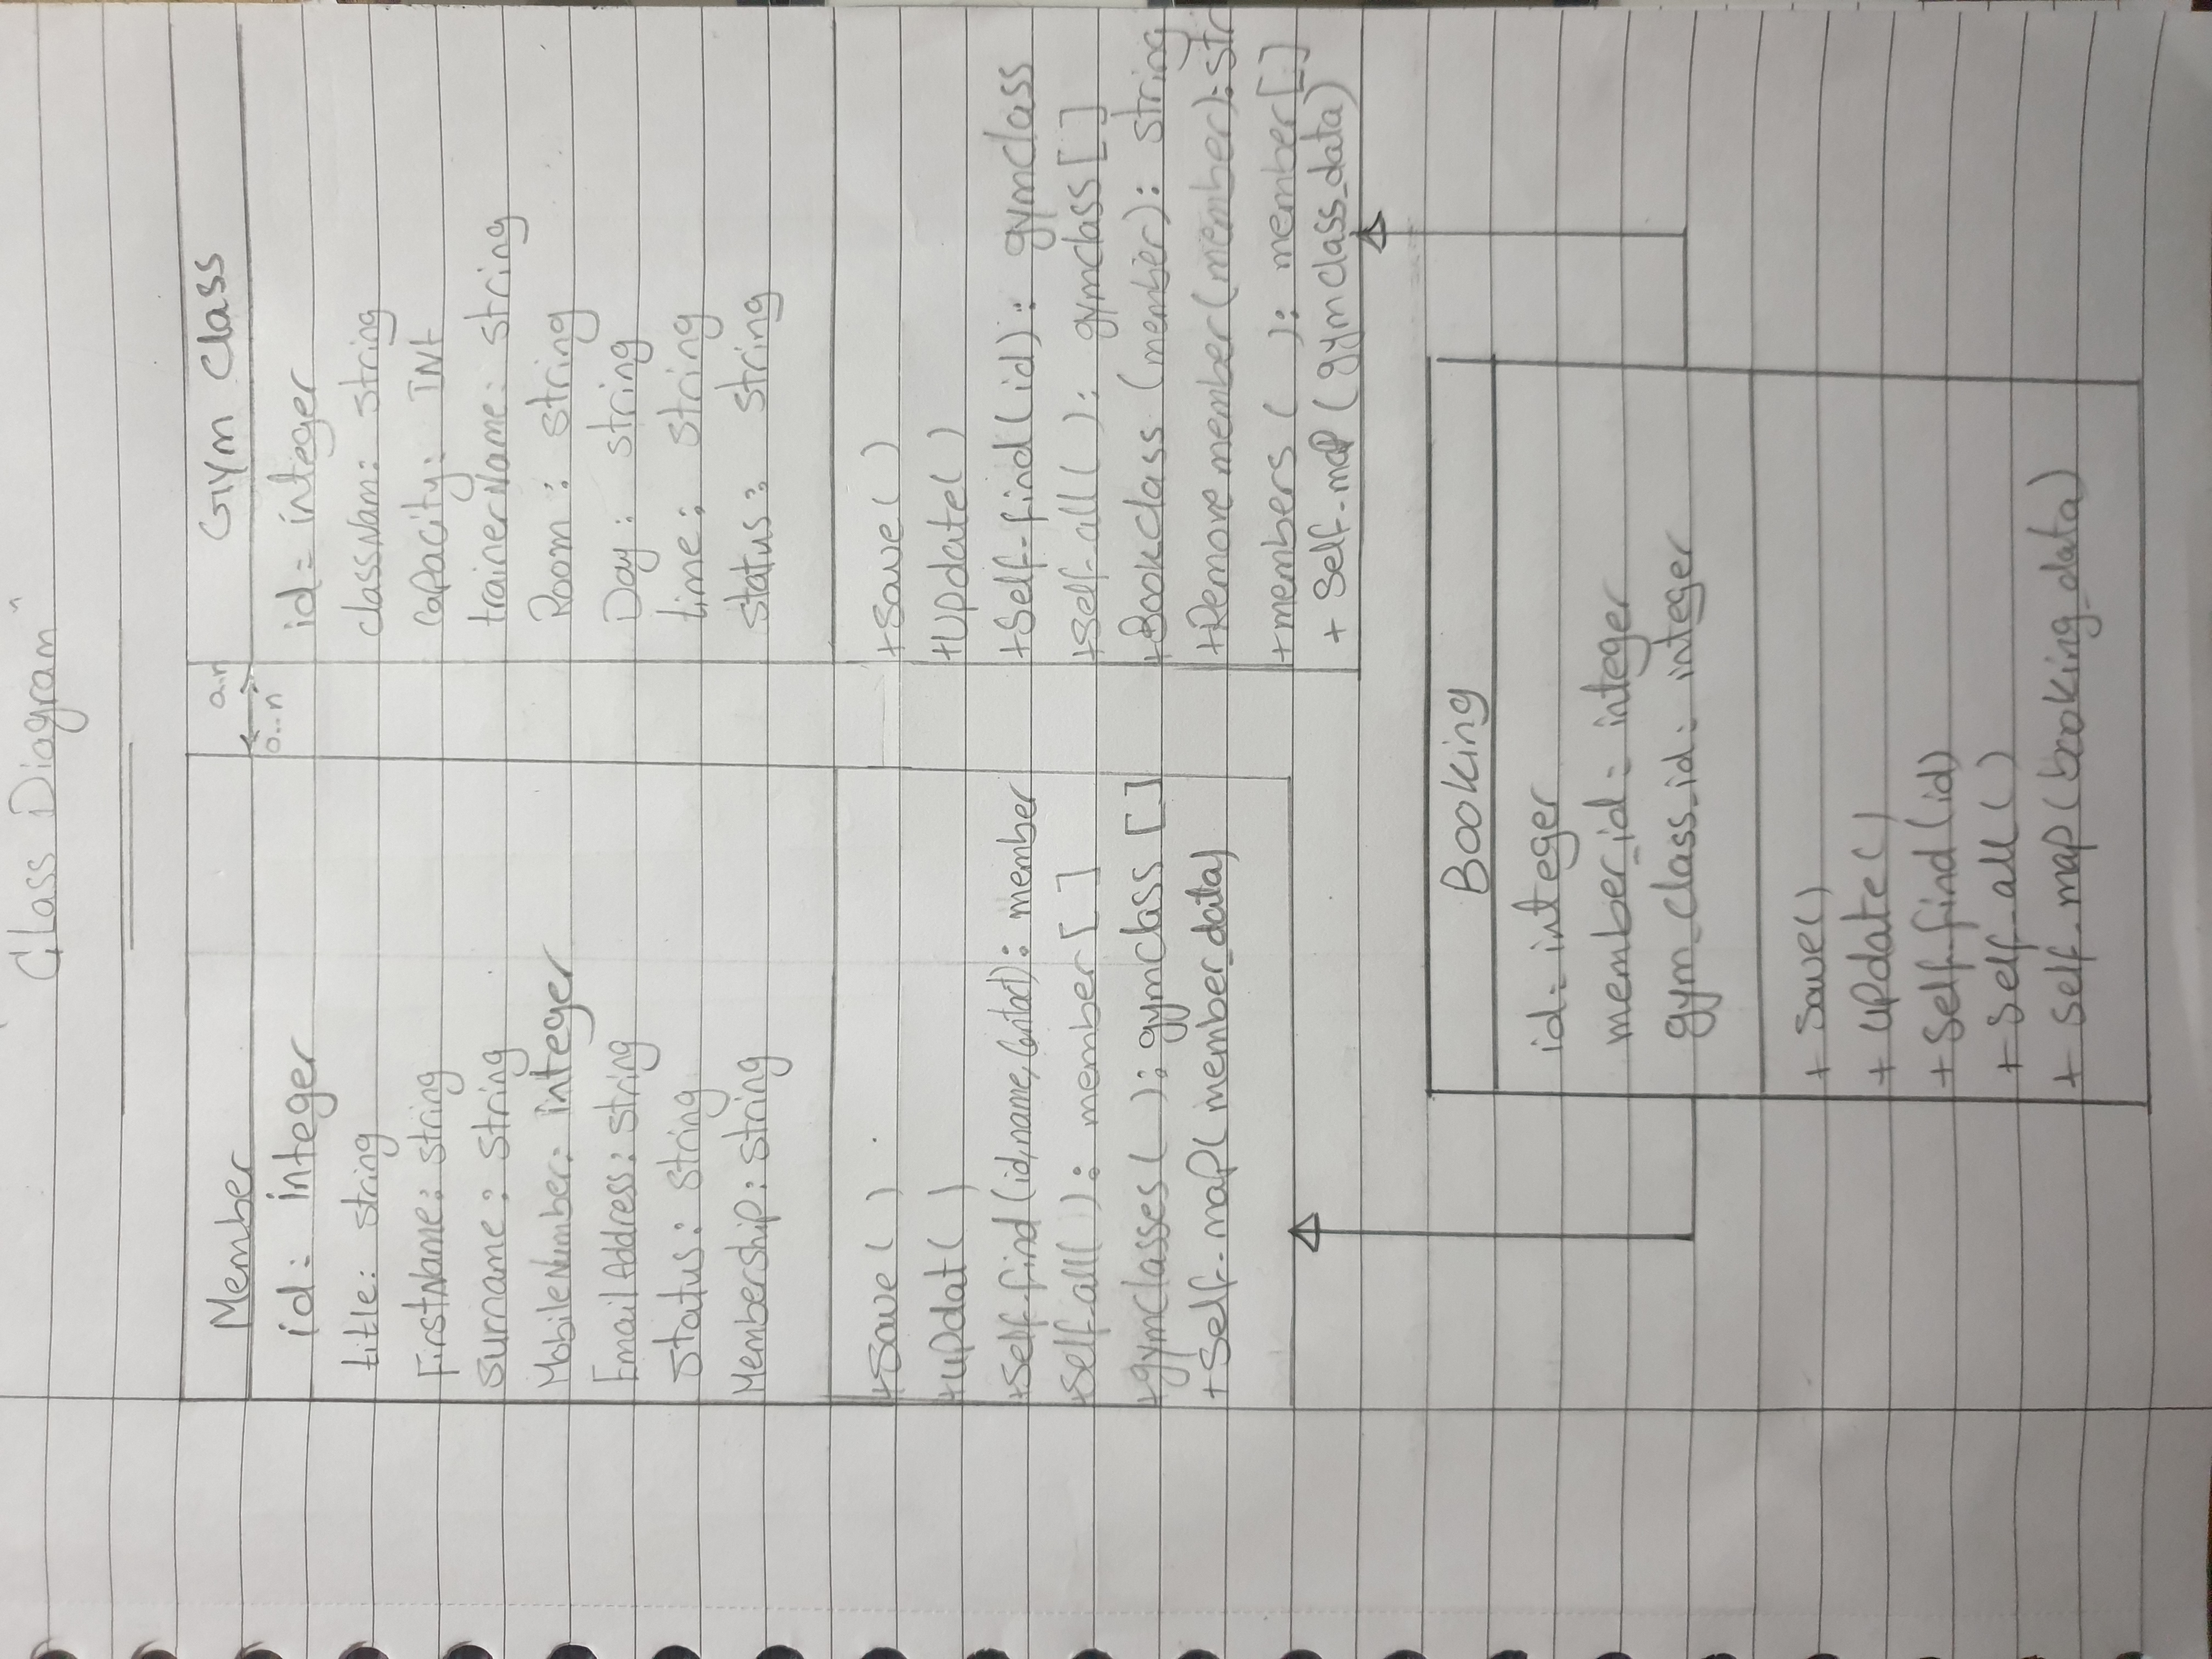 "Class Diagram"
Member
id: integer
title: string
FirstName: string
surname: string
MobileNumber: integer
Email Address: string
status: string
Membership: string
+Save( )
+updat( )
+Self.find(id,name,Contact): member
+Self.all( ): member[ ]
+gymclasses( ): gymclass [ ]
+Self.map(member_data)
0..n
Gym Class
id: integer
classNam: string
Capacity: INt
trainerName: string
Room: string
Day: string
time: string
status: string
+Save( )
+Update( )
+Self.find(id): gymclass
+Self.all( ): gymclass[ ]
+Bookclass (member): string
+Remove member(member):str
+members ( ): member[ ]
+ Self.map(gymclass_data)
Booking
id: integer
member_id: integer
gym_class_id: integer
+ Save()
+ update()
+ Self.find(id)
+ Self.all()
+ Self.map(booking_data)